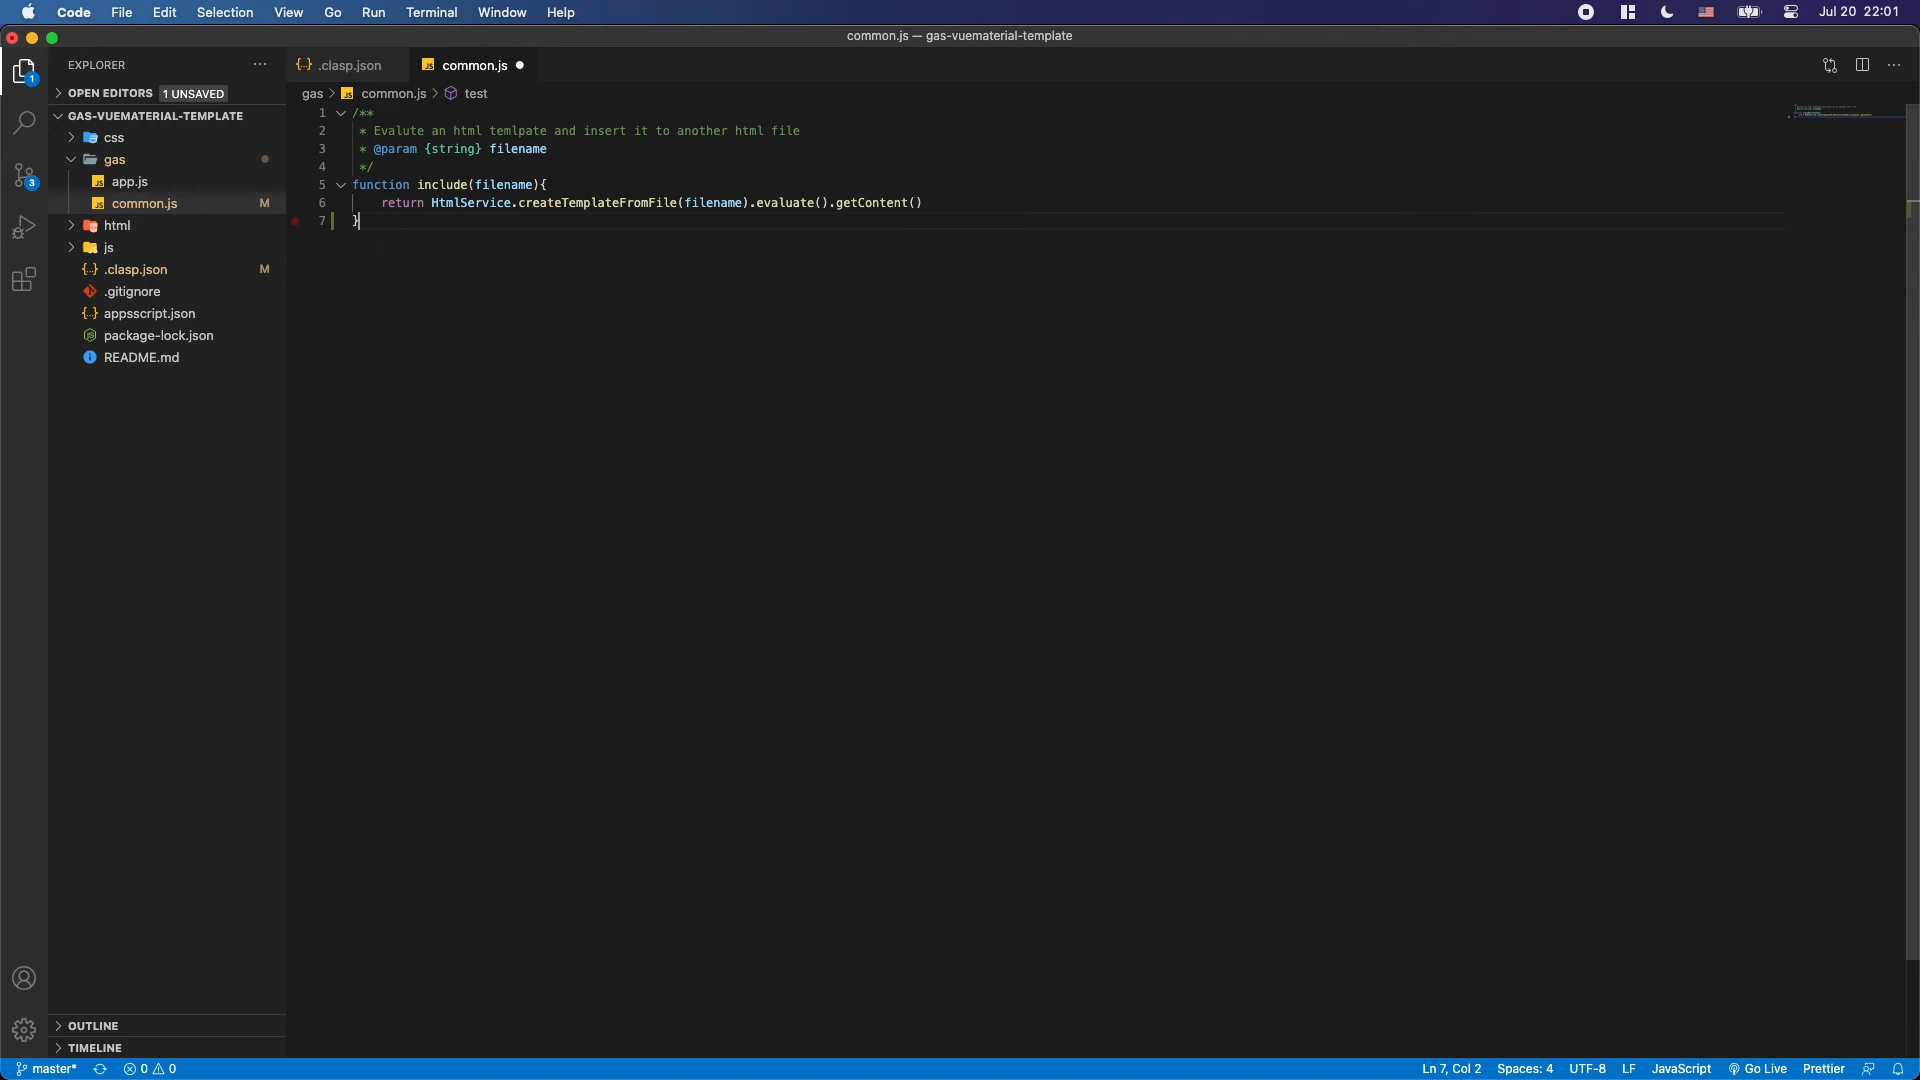 Code File Edit Selection View Go Run Terminal Window Help Jul 20 22:01
common.js — gas-vuematerial-template
EXPLORER
.clasp.json
common.js
1
OPEN EDITORS 1 UNSAVED
gas > common.js > test
GAS-VUEMATERIAL-TEMPLATE
css
gas
app.js
common.js M
html
js
.clasp.json M
.gitignore
appsscript.json
package-lock.json
README.md
3
1 /**
2 * Evalute an html temlpate and insert it to another html file
3 * @param {string} filename
4 */
5 function include(filename){
6 return HtmlService.createTemplateFromFile(filename).evaluate().getContent()
7 }
OUTLINE
TIMELINE
master* 0 0 Ln 7, Col 2 Spaces: 4 UTF-8 LF JavaScript Go Live Prettier